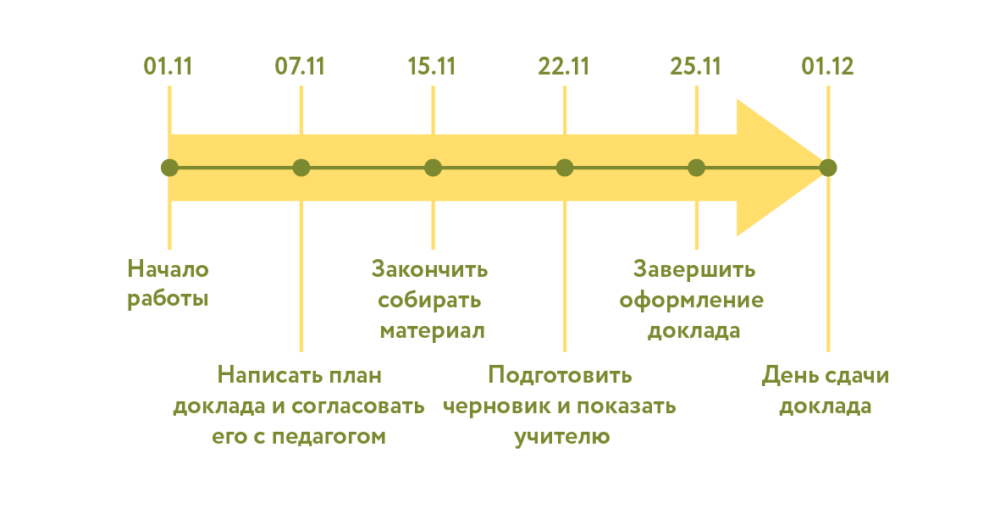 01.11
07.11
15.11
22.11
25.11
01.12
Начало
работы
Закончить
собирать
материал
Завершить
оформление
доклада
Написать план
доклада и согласовать
его с педагогом
Подготовить
черновик и показать
учителю
День сдачи
доклада